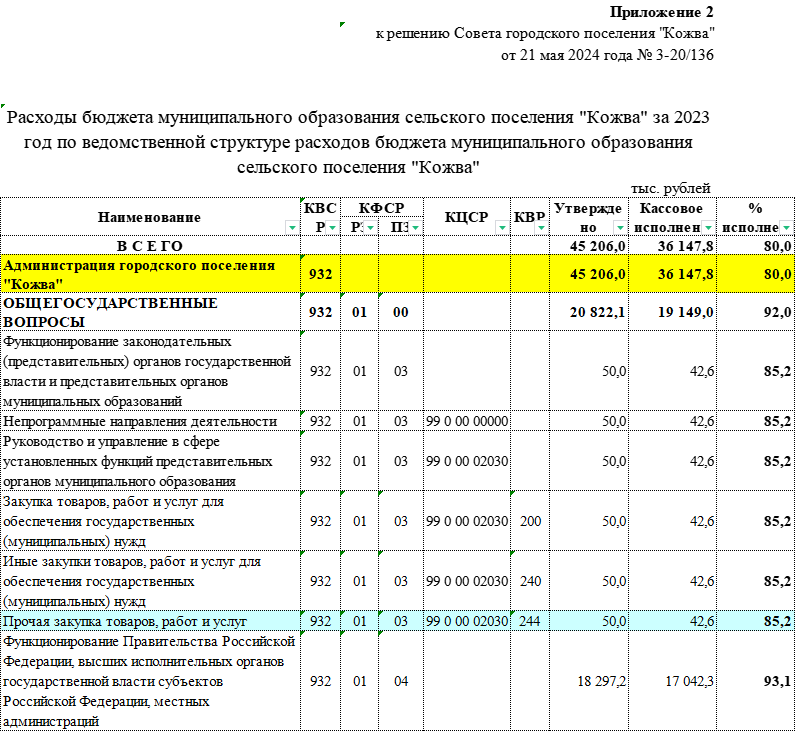 Приложение 2
к решению Совета городского поселения "Кожва"
от 21 мая 2024 года № 3-20/136
Расходы бюджета муниципального образования сельского поселения "Кожва" за 2023
год по ведомственной структуре расходов бюджета муниципального образования
сельского поселения "Кожва"
тыс. рублей
Наименование КВС КФСР КЦСР КВР Утвержде Кассовое %
Р РЗ ПЗ но исполнен исполне
В С Е Г О 45 206,0 36 147,8 80,0
Администрация городского поселения
"Кожва" 932 45 206,0 36 147,8 80,0
ОБЩЕГОСУДАРСТВЕННЫЕ
ВОПРОСЫ 932 01 00 20 822,1 19 149,0 92,0
Функционирование законодательных
(представительных) органов государственной
власти и представительных органов
муниципальных образований 932 01 03 50,0 42,6 85,2
Непрограммные направления деятельности 932 01 03 99 0 00 00000 50,0 42,6 85,2
Руководство и управление в сфере
установленных функций представительных
органов муниципального образования 932 01 03 99 0 00 02030 50,0 42,6 85,2
Закупка товаров, работ и услуг для
обеспечения государственных
(муниципальных) нужд 932 01 03 99 0 00 02030 200 50,0 42,6 85,2
Иные закупки товаров, работ и услуг для
обеспечения государственных
(муниципальных) нужд 932 01 03 99 0 00 02030 240 50,0 42,6 85,2
Прочая закупка товаров, работ и услуг 932 01 03 99 0 00 02030 244 50,0 42,6 85,2
Функционирование Правительства Российской
Федерации, высших исполнительных органов
государственной власти субъектов
Российской Федерации, местных
администраций 932 01 04 18 297,2 17 042,3 93,1